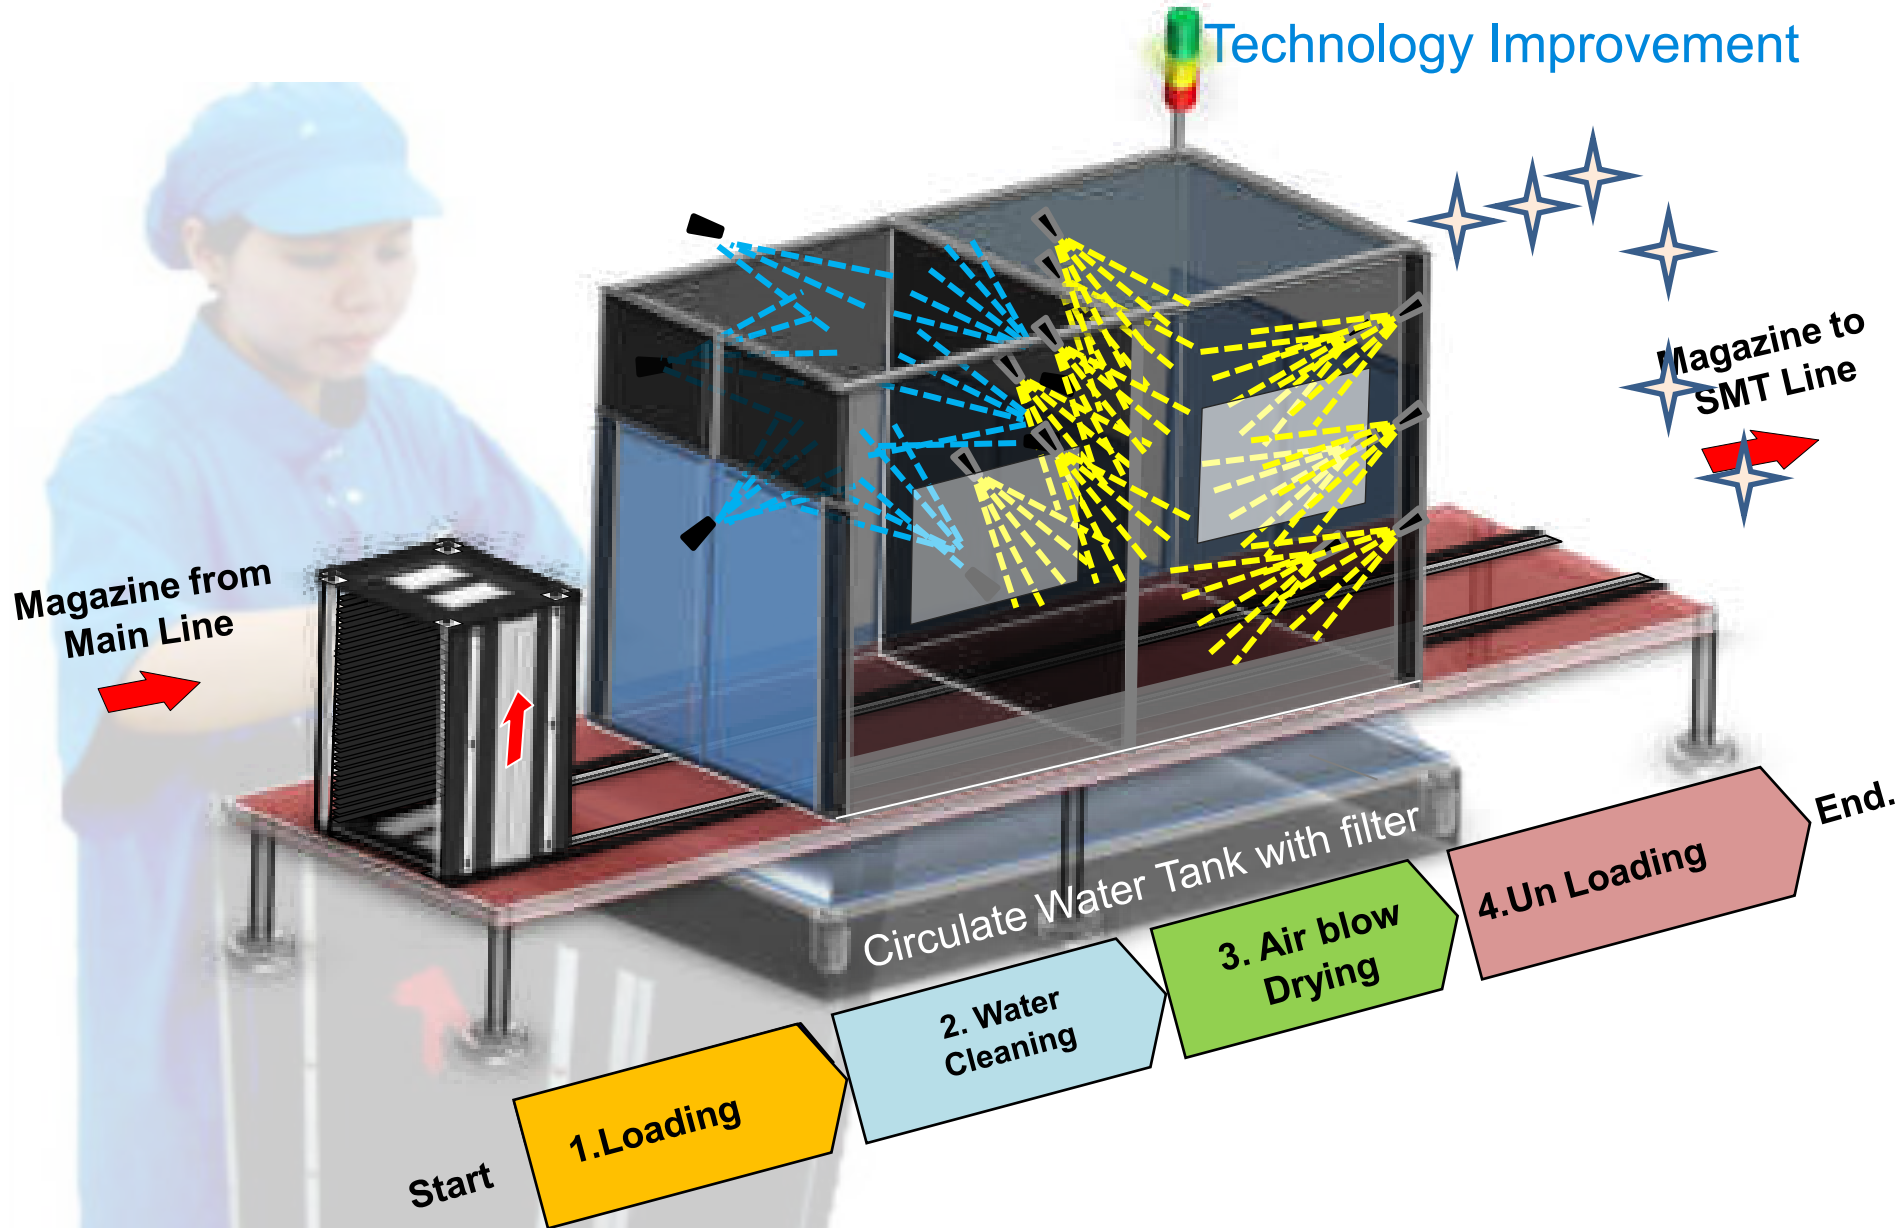 Technology Improvement
Magazine to
SMT Line
Magazine from
Main Line
Circulate Water Tank with filter
Start
1.Loading
2. Water
Cleaning
3. Air blow
Drying
4.Un Loading
End.